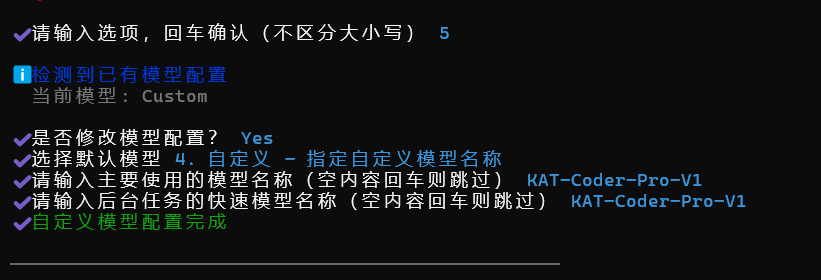 ✔请输入选项，回车确认（不区分大小写） 5
ℹ检测到已有模型配置
当前模型: Custom
✔是否修改模型配置？ Yes
✔选择默认模型 4. 自定义 - 指定自定义模型名称
✔请输入主要使用的模型名称（空内容回车则跳过） KAT-Coder-Pro-V1
✔请输入后台任务的快速模型名称（空内容回车则跳过） KAT-Coder-Pro-V1
✔自定义模型配置完成